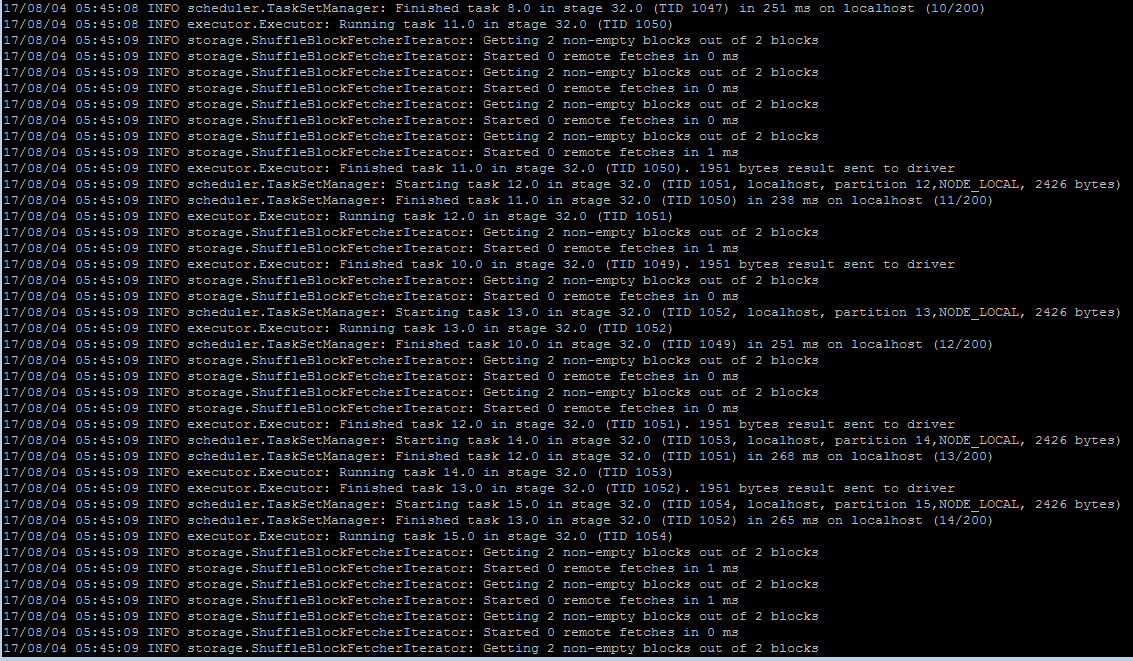 17/08/04 05:45:08 INFO scheduler.TaskSetManager: Finished task 8.0 in stage 32.0 (TID 1047) in 251 ms on localhost (10/200)
17/08/04 05:45:08 INFO executor.Executor: Running task 11.0 in stage 32.0 (TID 1050)
17/08/04 05:45:09 INFO storage.ShuffleBlockFetcherIterator: Getting 2 non-empty blocks out of 2 blocks
17/08/04 05:45:09 INFO storage.ShuffleBlockFetcherIterator: Started 0 remote fetches in 0 ms
17/08/04 05:45:09 INFO storage.ShuffleBlockFetcherIterator: Getting 2 non-empty blocks out of 2 blocks
17/08/04 05:45:09 INFO storage.ShuffleBlockFetcherIterator: Started 0 remote fetches in 0 ms
17/08/04 05:45:09 INFO storage.ShuffleBlockFetcherIterator: Getting 2 non-empty blocks out of 2 blocks
17/08/04 05:45:09 INFO storage.ShuffleBlockFetcherIterator: Started 0 remote fetches in 0 ms
17/08/04 05:45:09 INFO storage.ShuffleBlockFetcherIterator: Getting 2 non-empty blocks out of 2 blocks
17/08/04 05:45:09 INFO storage.ShuffleBlockFetcherIterator: Started 0 remote fetches in 1 ms
17/08/04 05:45:09 INFO executor.Executor: Finished task 11.0 in stage 32.0 (TID 1050). 1951 bytes result sent to driver
17/08/04 05:45:09 INFO scheduler.TaskSetManager: Starting task 12.0 in stage 32.0 (TID 1051, localhost, partition 12,NODE_LOCAL, 2426 bytes)
17/08/04 05:45:09 INFO scheduler.TaskSetManager: Finished task 11.0 in stage 32.0 (TID 1050) in 238 ms on localhost (11/200)
17/08/04 05:45:09 INFO executor.Executor: Running task 12.0 in stage 32.0 (TID 1051)
17/08/04 05:45:09 INFO storage.ShuffleBlockFetcherIterator: Getting 2 non-empty blocks out of 2 blocks
17/08/04 05:45:09 INFO storage.ShuffleBlockFetcherIterator: Started 0 remote fetches in 1 ms
17/08/04 05:45:09 INFO executor.Executor: Finished task 10.0 in stage 32.0 (TID 1049). 1951 bytes result sent to driver
17/08/04 05:45:09 INFO storage.ShuffleBlockFetcherIterator: Getting 2 non-empty blocks out of 2 blocks
17/08/04 05:45:09 INFO storage.ShuffleBlockFetcherIterator: Started 0 remote fetches in 0 ms
17/08/04 05:45:09 INFO scheduler.TaskSetManager: Starting task 13.0 in stage 32.0 (TID 1052, localhost, partition 13,NODE_LOCAL, 2426 bytes)
17/08/04 05:45:09 INFO executor.Executor: Running task 13.0 in stage 32.0 (TID 1052)
17/08/04 05:45:09 INFO scheduler.TaskSetManager: Finished task 10.0 in stage 32.0 (TID 1049) in 251 ms on localhost (12/200)
17/08/04 05:45:09 INFO storage.ShuffleBlockFetcherIterator: Getting 2 non-empty blocks out of 2 blocks
17/08/04 05:45:09 INFO storage.ShuffleBlockFetcherIterator: Started 0 remote fetches in 0 ms
17/08/04 05:45:09 INFO storage.ShuffleBlockFetcherIterator: Getting 2 non-empty blocks out of 2 blocks
17/08/04 05:45:09 INFO storage.ShuffleBlockFetcherIterator: Started 0 remote fetches in 0 ms
17/08/04 05:45:09 INFO executor.Executor: Finished task 12.0 in stage 32.0 (TID 1051). 1951 bytes result sent to driver
17/08/04 05:45:09 INFO scheduler.TaskSetManager: Starting task 14.0 in stage 32.0 (TID 1053, localhost, partition 14,NODE_LOCAL, 2426 bytes)
17/08/04 05:45:09 INFO scheduler.TaskSetManager: Finished task 12.0 in stage 32.0 (TID 1051) in 268 ms on localhost (13/200)
17/08/04 05:45:09 INFO executor.Executor: Running task 14.0 in stage 32.0 (TID 1053)
17/08/04 05:45:09 INFO executor.Executor: Finished task 13.0 in stage 32.0 (TID 1052). 1951 bytes result sent to driver
17/08/04 05:45:09 INFO scheduler.TaskSetManager: Starting task 15.0 in stage 32.0 (TID 1054, localhost, partition 15,NODE_LOCAL, 2426 bytes)
17/08/04 05:45:09 INFO scheduler.TaskSetManager: Finished task 13.0 in stage 32.0 (TID 1052) in 265 ms on localhost (14/200)
17/08/04 05:45:09 INFO executor.Executor: Running task 15.0 in stage 32.0 (TID 1054)
17/08/04 05:45:09 INFO storage.ShuffleBlockFetcherIterator: Getting 2 non-empty blocks out of 2 blocks
17/08/04 05:45:09 INFO storage.ShuffleBlockFetcherIterator: Started 0 remote fetches in 1 ms
17/08/04 05:45:09 INFO storage.ShuffleBlockFetcherIterator: Getting 2 non-empty blocks out of 2 blocks
17/08/04 05:45:09 INFO storage.ShuffleBlockFetcherIterator: Started 0 remote fetches in 1 ms
17/08/04 05:45:09 INFO storage.ShuffleBlockFetcherIterator: Getting 2 non-empty blocks out of 2 blocks
17/08/04 05:45:09 INFO storage.ShuffleBlockFetcherIterator: Started 0 remote fetches in 0 ms
17/08/04 05:45:09 INFO storage.ShuffleBlockFetcherIterator: Getting 2 non-empty blocks out of 2 blocks